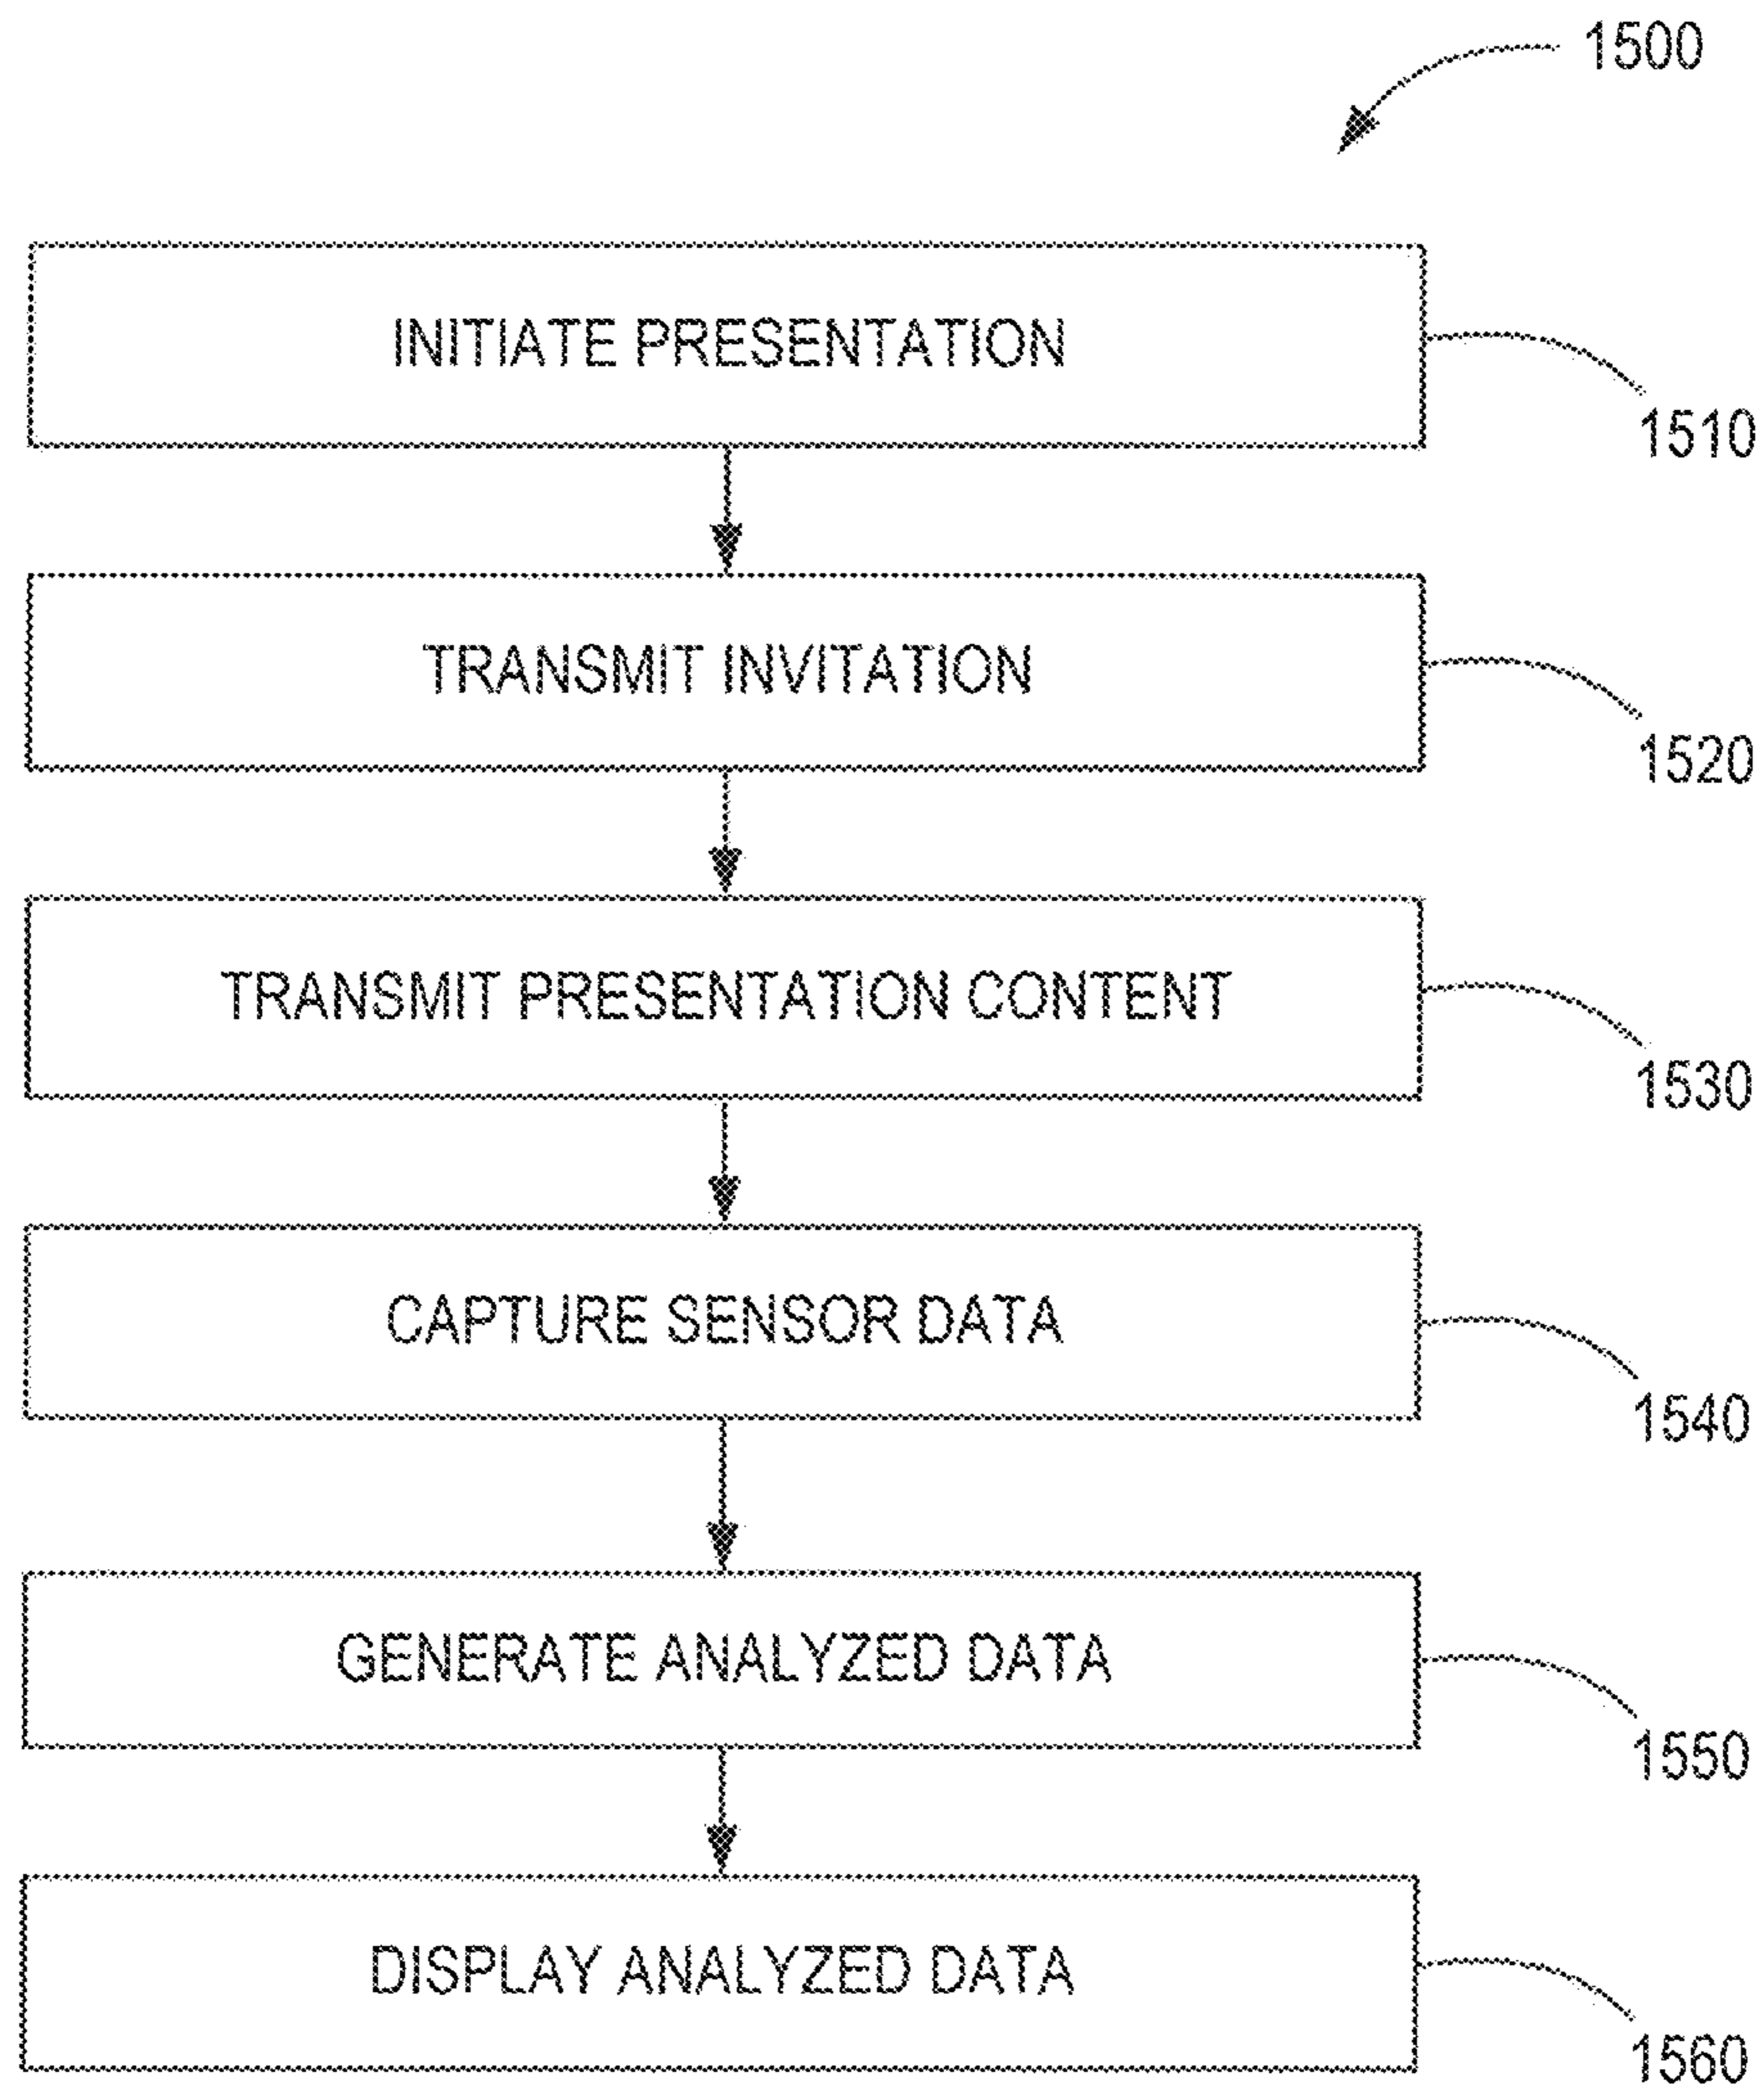 1500
INITIATE PRESENTATION
1510
TRANSMIT INVITATION
1520
TRANSMIT PRESENTATION CONTENT
1530
CAPTURE SENSOR DATA
1540
GENERATE ANALYZED DATA
1550
DISPLAY ANALYZED DATA
1560